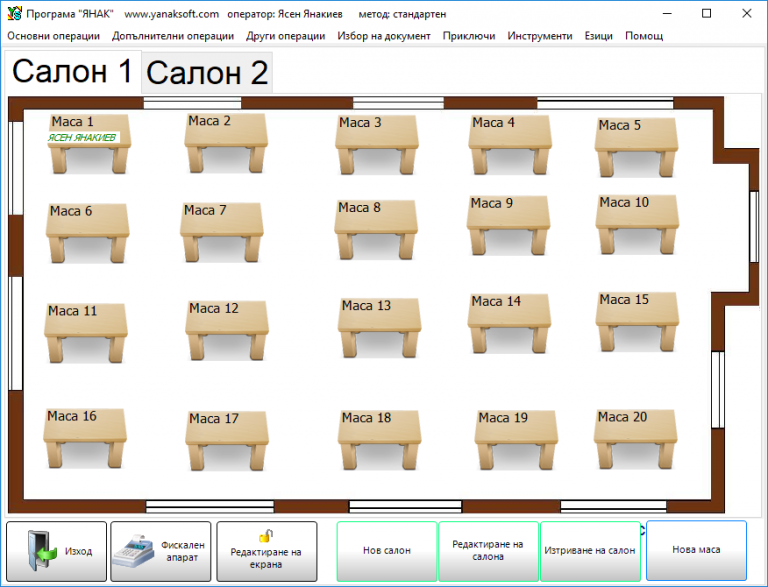 Програма "ЯНАК" www.yanaksoft.com оператор: Ясен Янакиев метод: стандартен
Основни операции Допълнителни операции Други операции Избор на документ Приключи Инструменти Езици Помощ
Салон 1 Салон 2
Маса 1 Маса 2 Маса 3 Маса 4 Маса 5
ЯСЕН ЯНАКИЕВ
Маса 6 Маса 7 Маса 8 Маса 9 Маса 10
Маса 11 Маса 12 Маса 13 Маса 14 Маса 15
Маса 16 Маса 17 Маса 18 Маса 19 Маса 20
Изход
Фискален
апарат
Редактиране на
екрана
Нов салон
Редактиране на
салона
Изтриване на салон
Нова маса